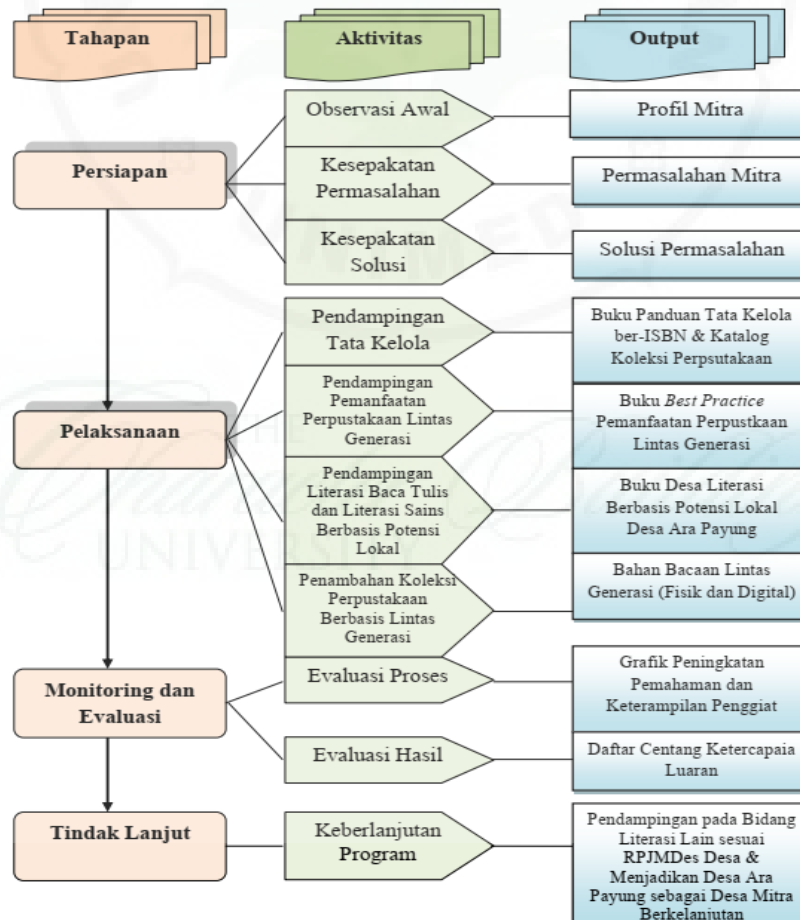 Tahapan
Aktivitas
Output
Persiapan
Observasi Awal
Profil Mitra
Kesepakatan
Permasalahan
Permasalahan Mitra
Kesepakatan
Solusi
Solusi Permasalahan
Pelaksanaan
Pendampingan
Tata Kelola
Buku Panduan Tata Kelola
ber-ISBN & Katalog
Koleksi Perpsutakaan
Pendampingan
Pemanfaatan
Perpustakaan Lintas
Generasi
Buku Best Practice
Pemanfaatan Perpustkaan
Lintas Generasi
Pendampingan
Literasi Baca Tulis
dan Literasi Sains
Berbasis Potensi
Lokal
Buku Desa Literasi
Berbasis Potensi Lokal
Desa Ara Payung
Penambahan Koleksi
Perpustakaan
Berbasis Lintas
Generasi
Bahan Bacaan Lintas
Generasi (Fisik dan Digital)
Monitoring dan
Evaluasi
Evaluasi Proses
Grafik Peningkatan
Pemahaman dan
Keterampilan Penggiat
Evaluasi Hasil
Daftar Centang Ketercapaia
Luaran
Tindak Lanjut
Keberlanjutan
Program
Pendampingan pada Bidang
Literasi Lain sesuai
RPJMDes Desa &
Menjadikan Desa Ara
Payung sebagai Desa Mitra
Berkelanjutan
UNIMED
THE
UNIVERSITY